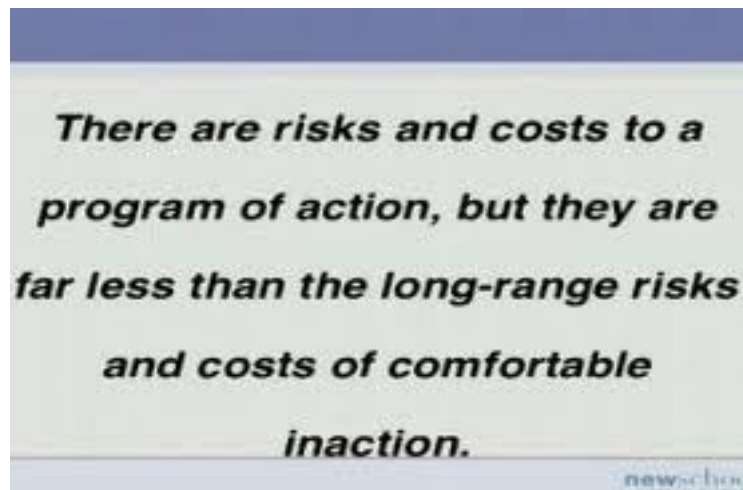 There are risks and costs to a
program of action, but they are
far less than the long-range risks
and costs of comfortable
inaction.